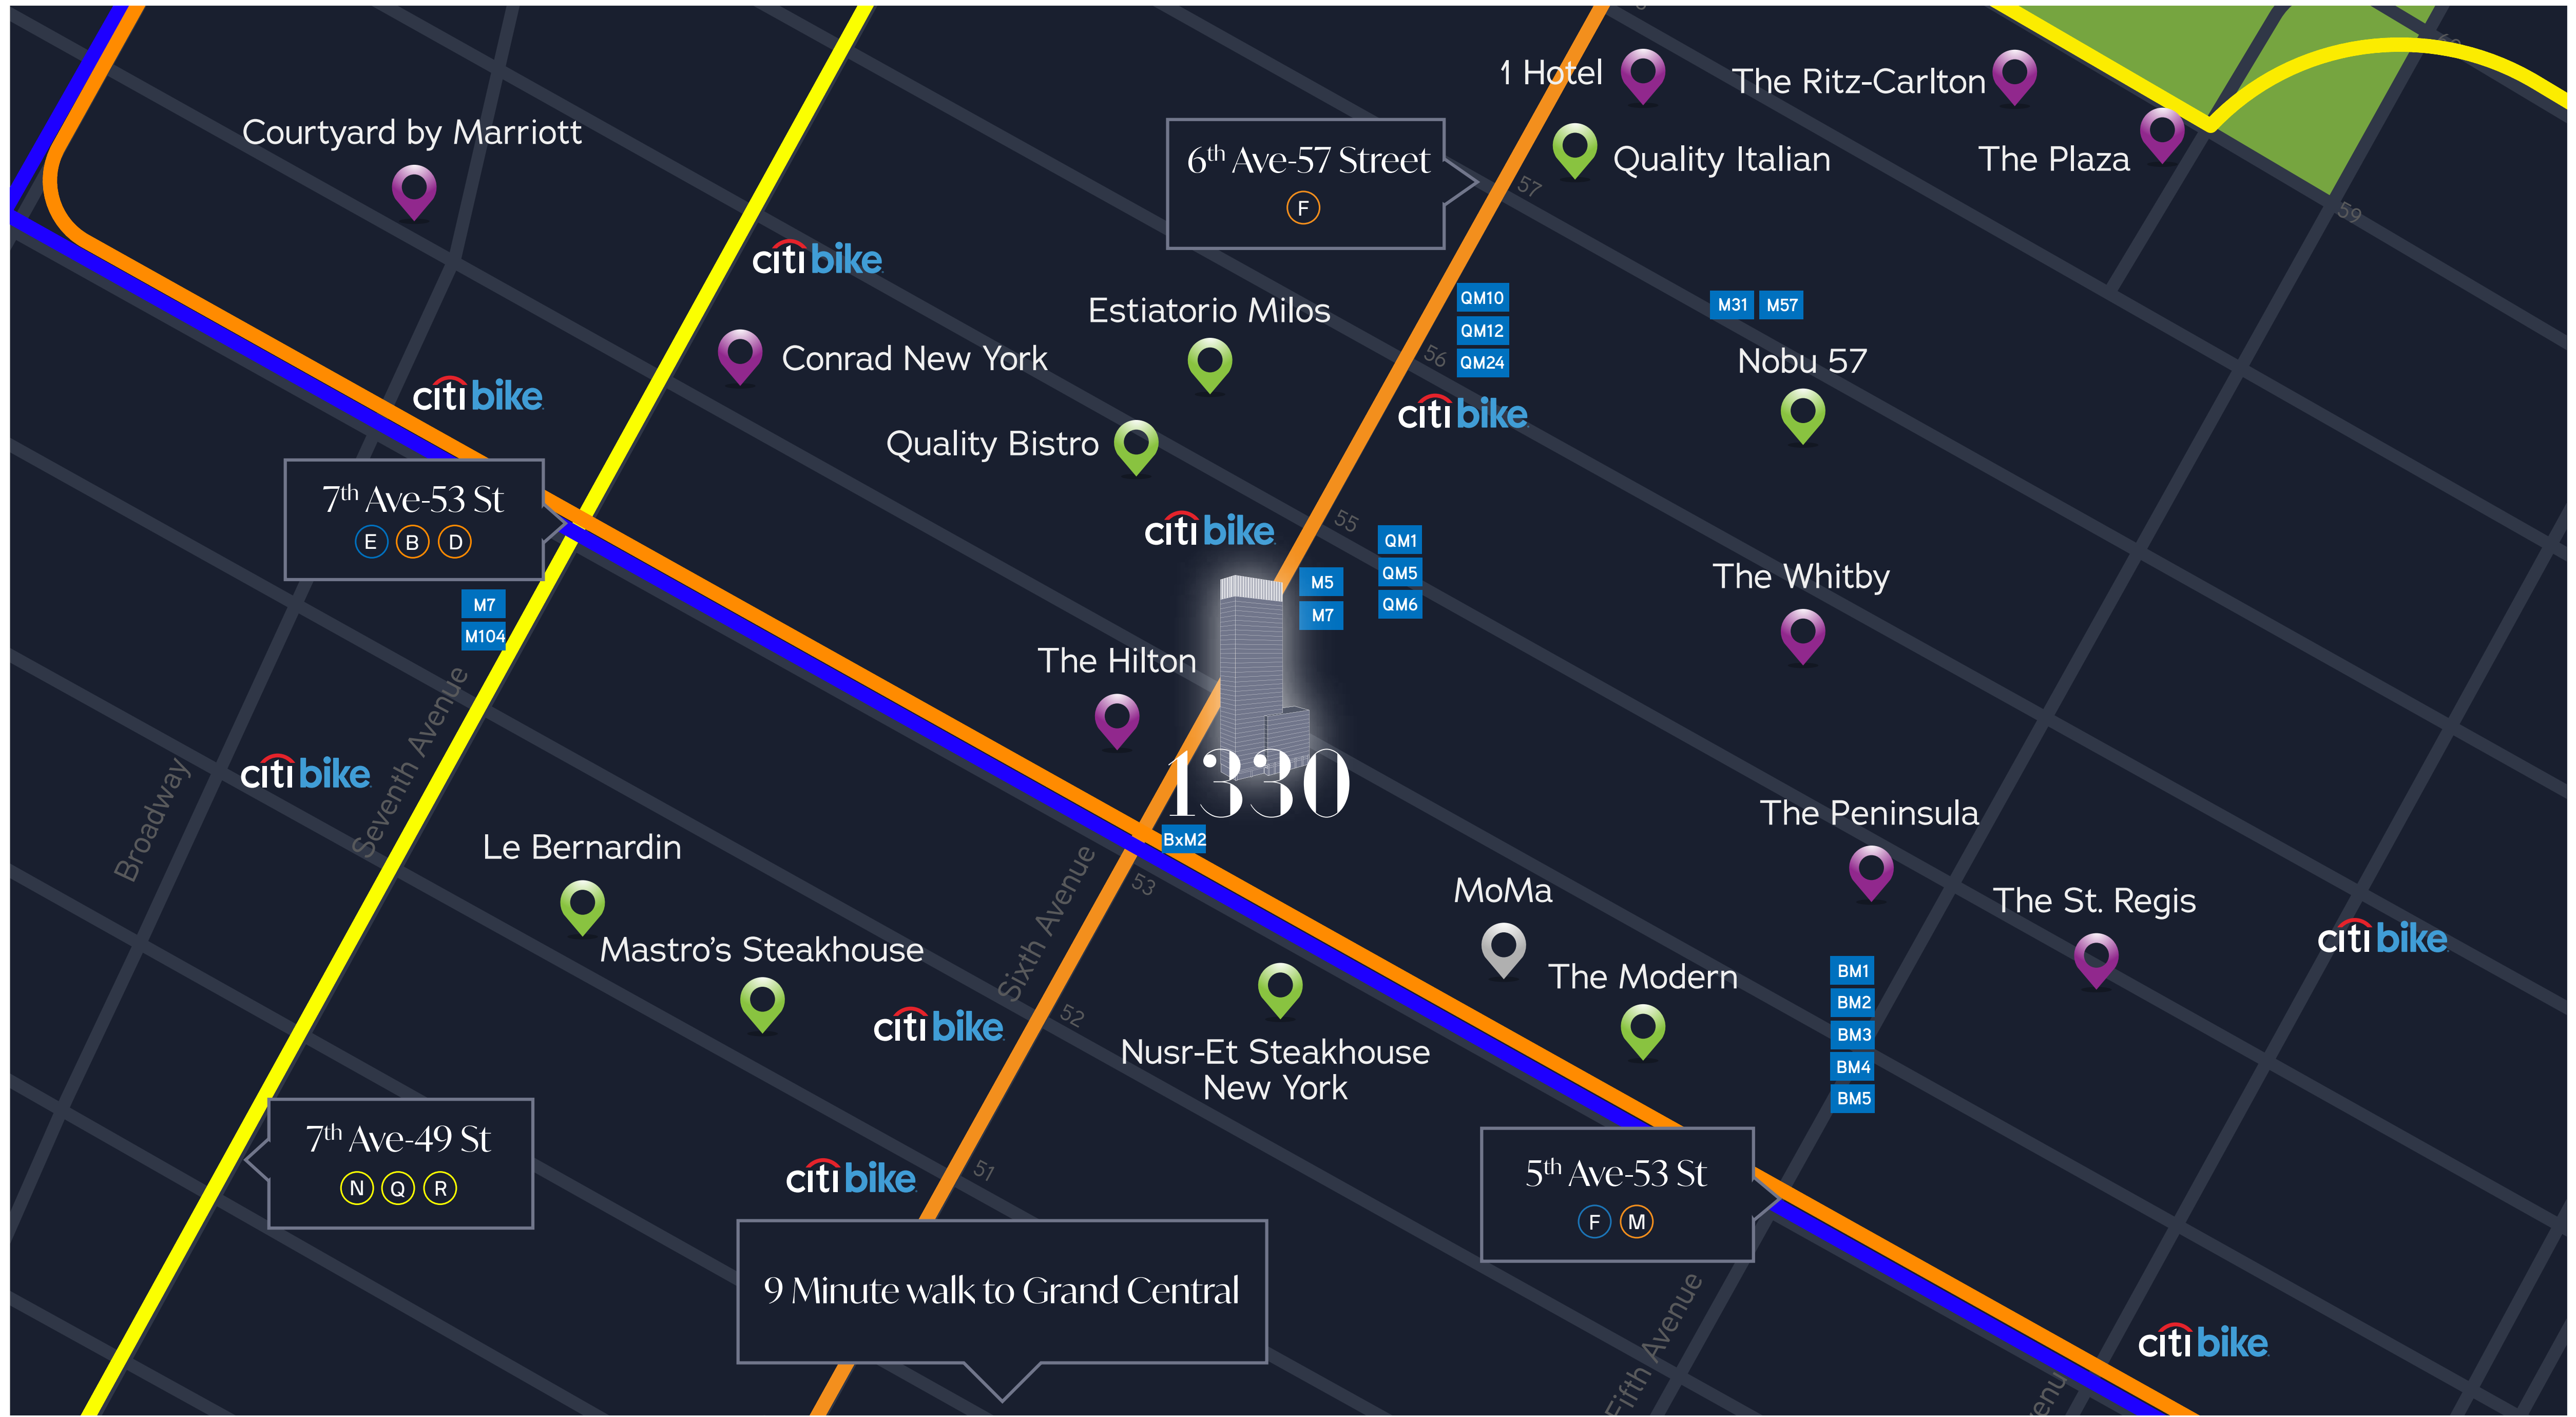 1 Hotel
The Ritz-Carlton
Courtyard by Marriott
6th Ave-57 Street
F
Quality Italian
The Plaza
57
59
citi bike
Estiatorio Milos
QM10
QM12
QM24
M31 M57
56
Conrad New York
Nobu 57
citi bike
citi bike
Quality Bistro
7th Ave-53 St
E B D
citi bike
55
QM1
QM5
QM6
M5
M7
The Whitby
M7
M104
The Hilton
Seventh Avenue
Broadway
citi bike
1330
BxM2
The Peninsula
Le Bernardin
Sixth Avenue
53
MoMa
The St. Regis
citi bike
Mastro's Steakhouse
The Modern
BM1
BM2
BM3
BM4
BM5
citi bike
52
Nusr-Et Steakhouse
New York
7th Ave-49 St
N Q R
citi bike
51
5th Ave-53 St
F M
9 Minute walk to Grand Central
Fifth Avenue
citi bike